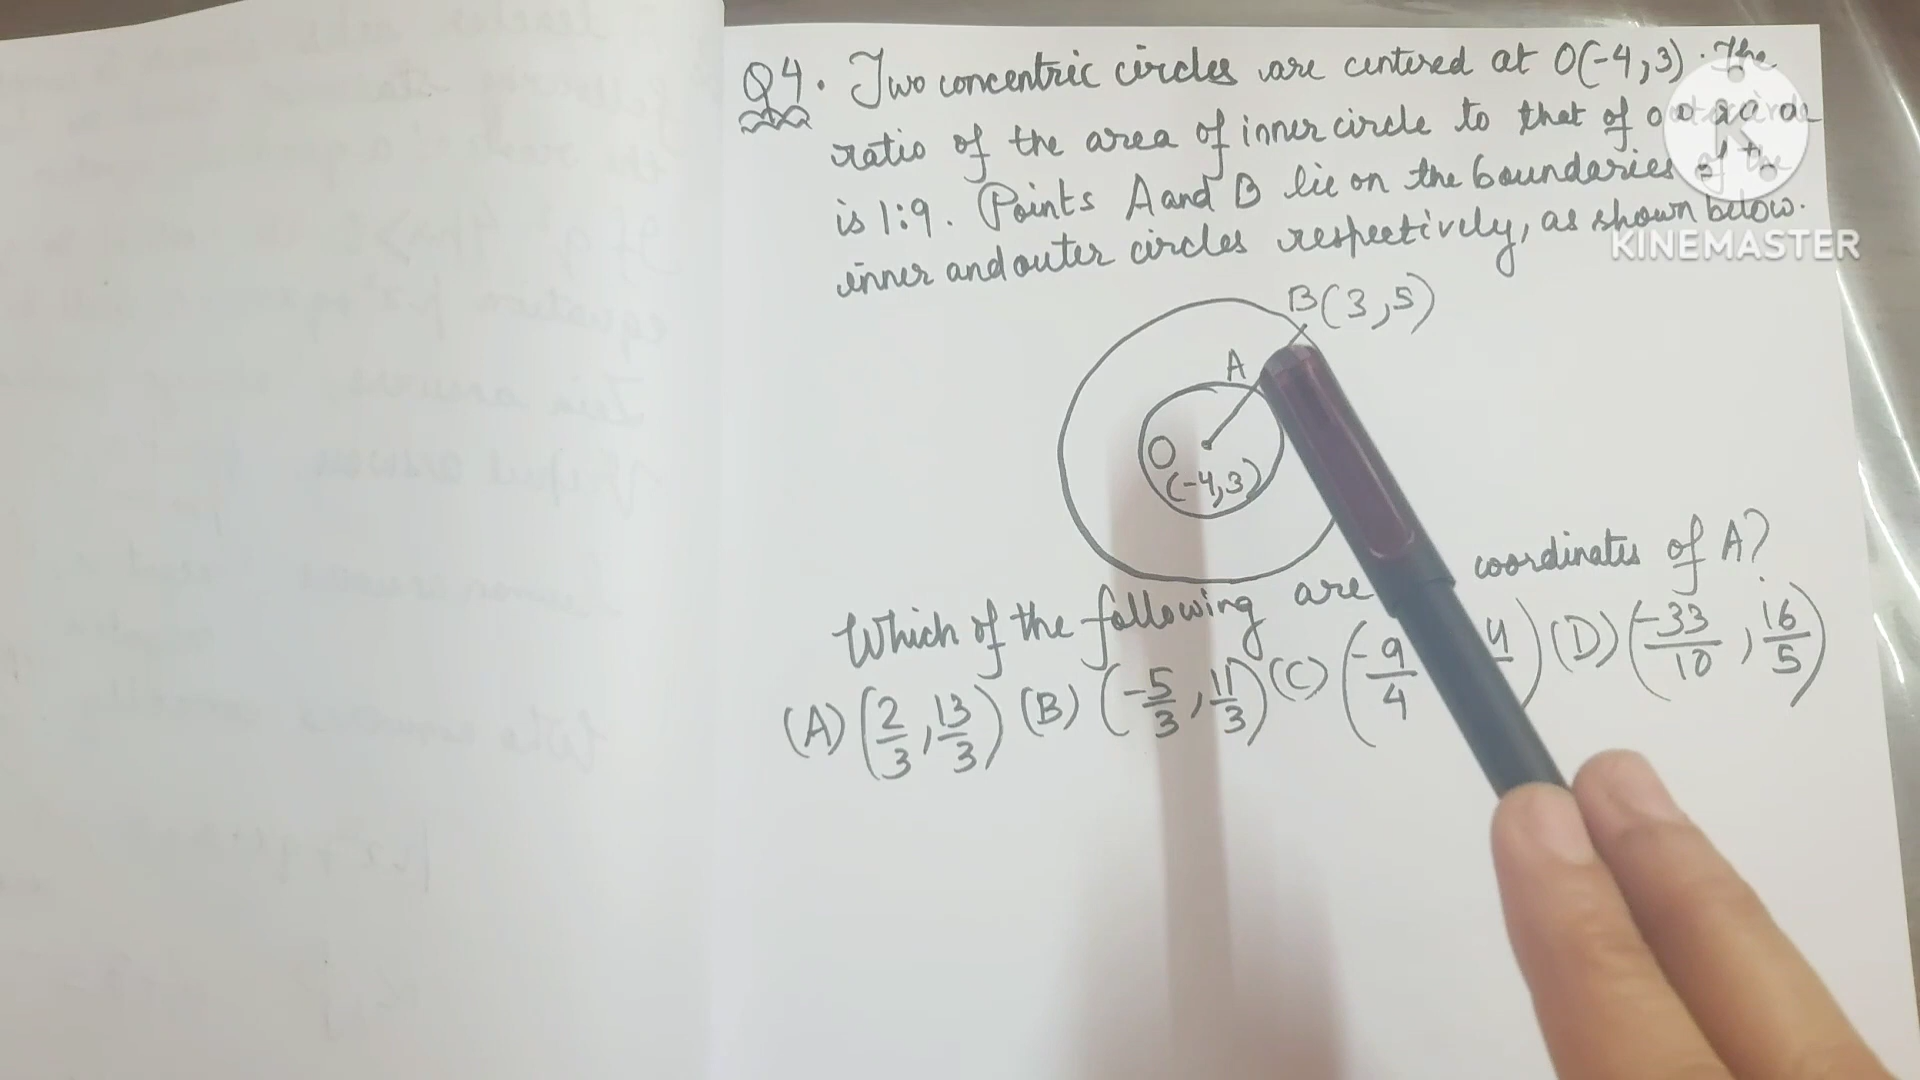 Q4. Two concentric circles are centered at O(-4,3). The
ratio of the area of inner circle to that of
is 1:9. Points A and B lie on the boundaries of the
inner and outer circles respectively, as shown below.
KINEMASTER
B(3,5)
A
O
(-4,3)
Which of the following are coordinates of A?
(A) (2/3, 13/3) (B) (-5/3, 11/3) (C) (-9/4 4) (D) (-33/10, 16/5)